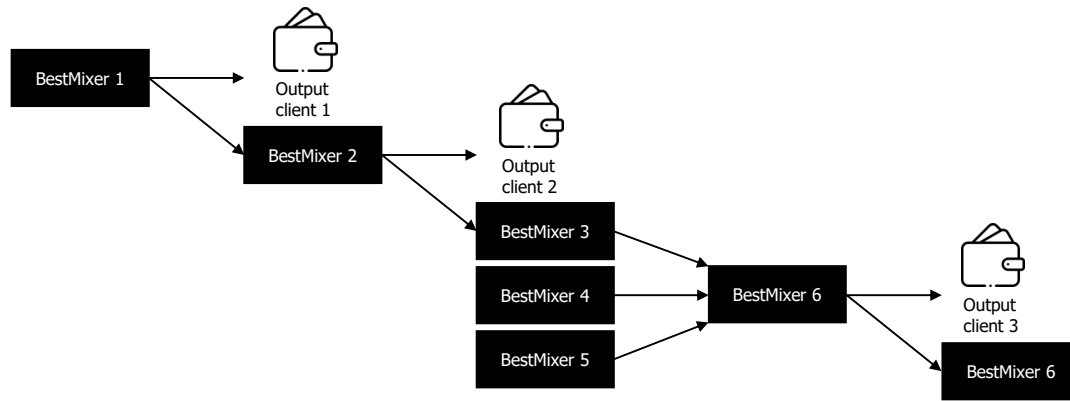 BestMixer 1
Output
client 1
BestMixer 2
Output
client 2
BestMixer 3
BestMixer 4
BestMixer 5
BestMixer 6
Output
client 3
BestMixer 6